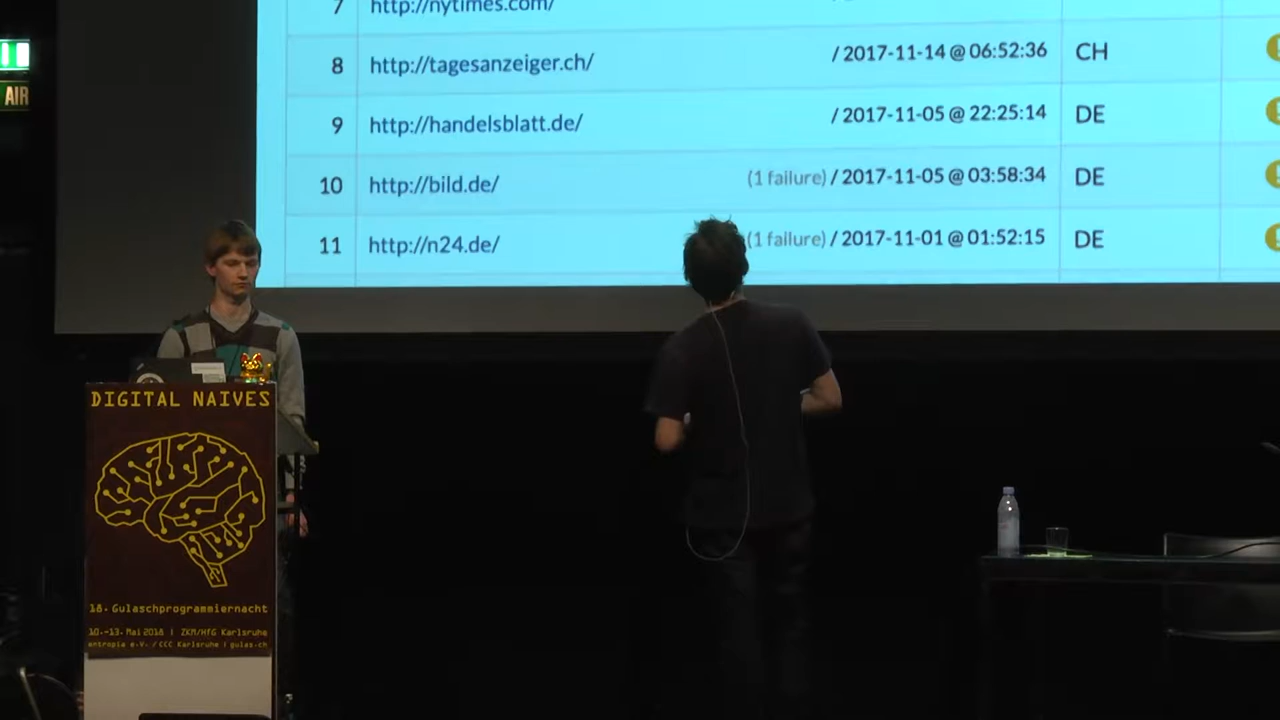 7 http://nytimes.com/
8 http://tagesanzeiger.ch/ / 2017-11-14 @ 06:52:36 CH
9 http://handelsblatt.de/ / 2017-11-05 @ 22:25:14 DE
10 http://bild.de/ (1 failure) / 2017-11-05 @ 03:58:34 DE
11 http://n24.de/ (1 failure) / 2017-11-01 @ 01:52:15 DE
AIR
DIGITAL NAIVES
18. Gulaschprogrammiernacht
10.-13. Mai 2018 | ZKM/HfG Karlsruhe
entropia e.V. / CCC Karlsruhe | gulas.ch